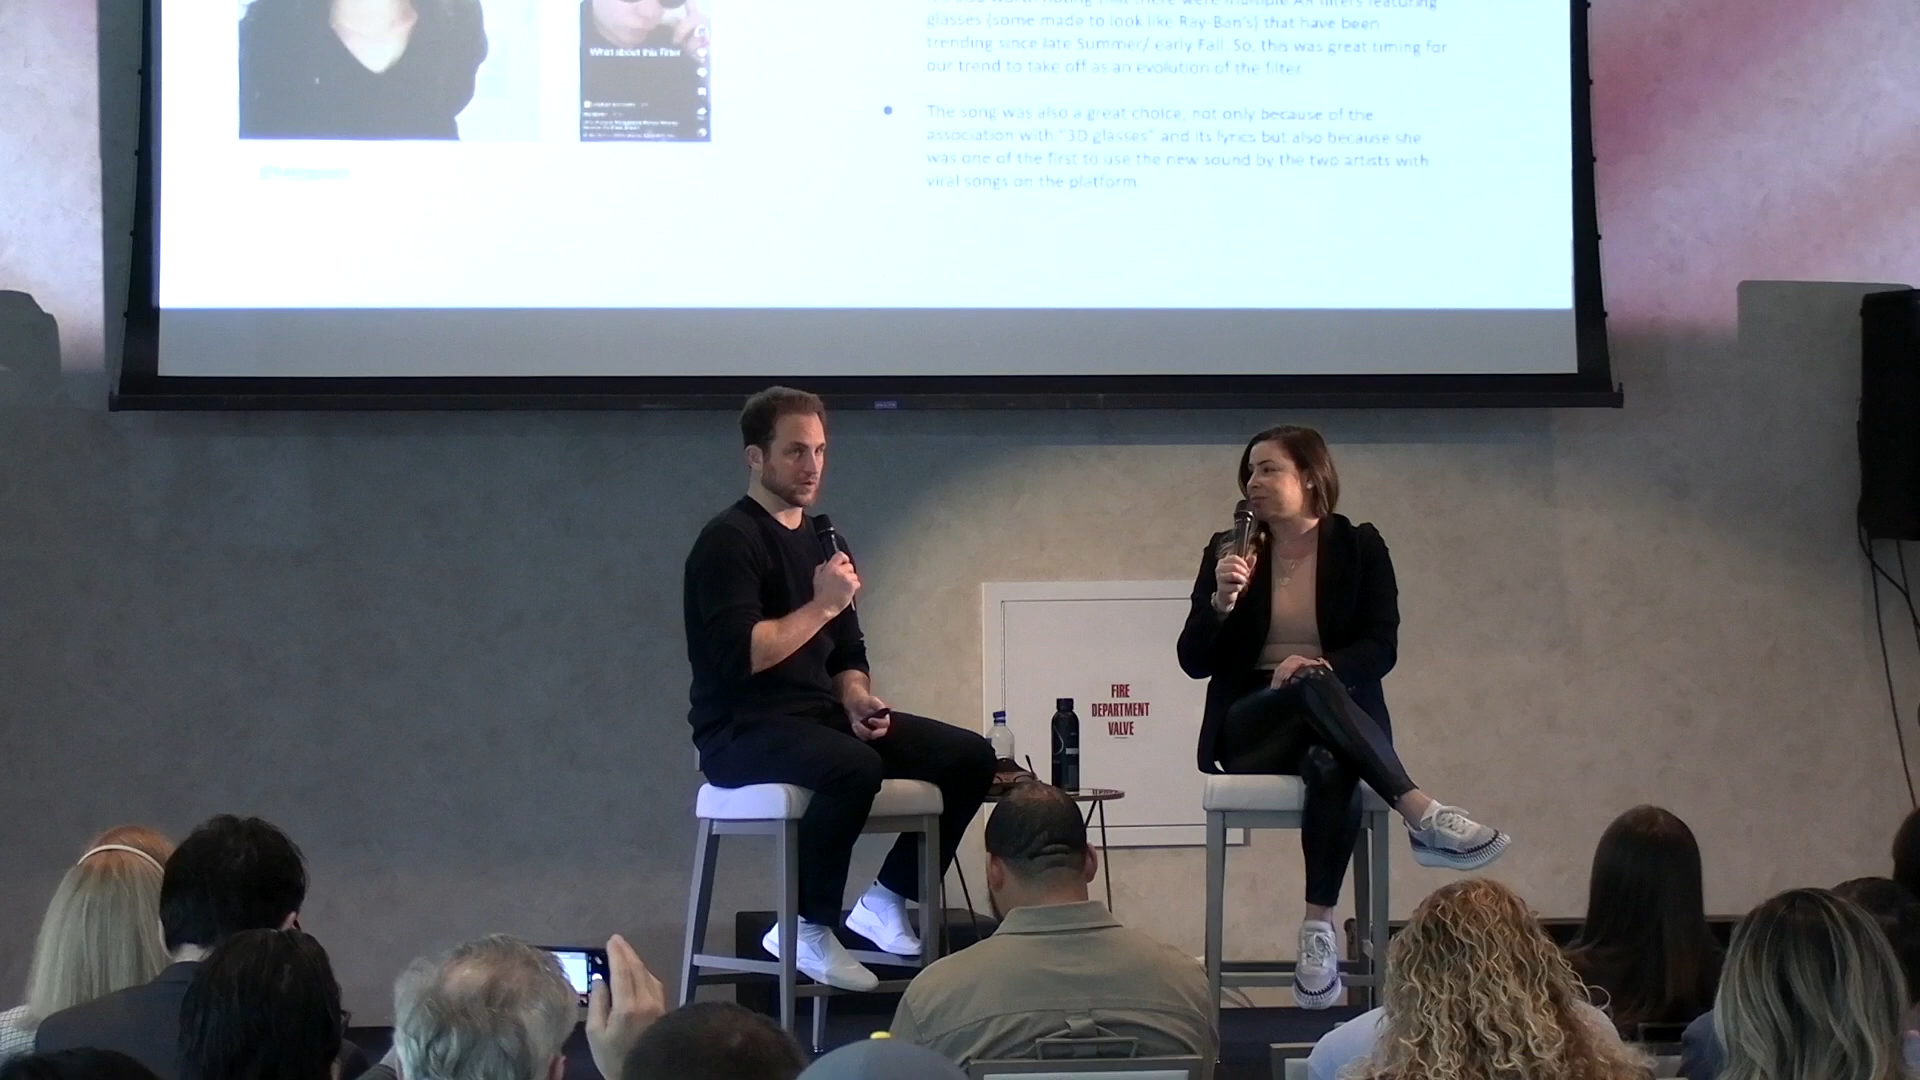 What about this Filter
glasses (some made to look like Ray-Ban's) that have been
trending since late Summer/ early Fall. So, this was great timing for
our trend to take off as an evolution of the filter.
• The song was also a great choice, not only because of the
association with "3D glasses" and its lyrics but also because she
was one of the first to use the new sound by the two artists with
viral songs on the platform.
FIRE
DEPARTMENT
VALVE